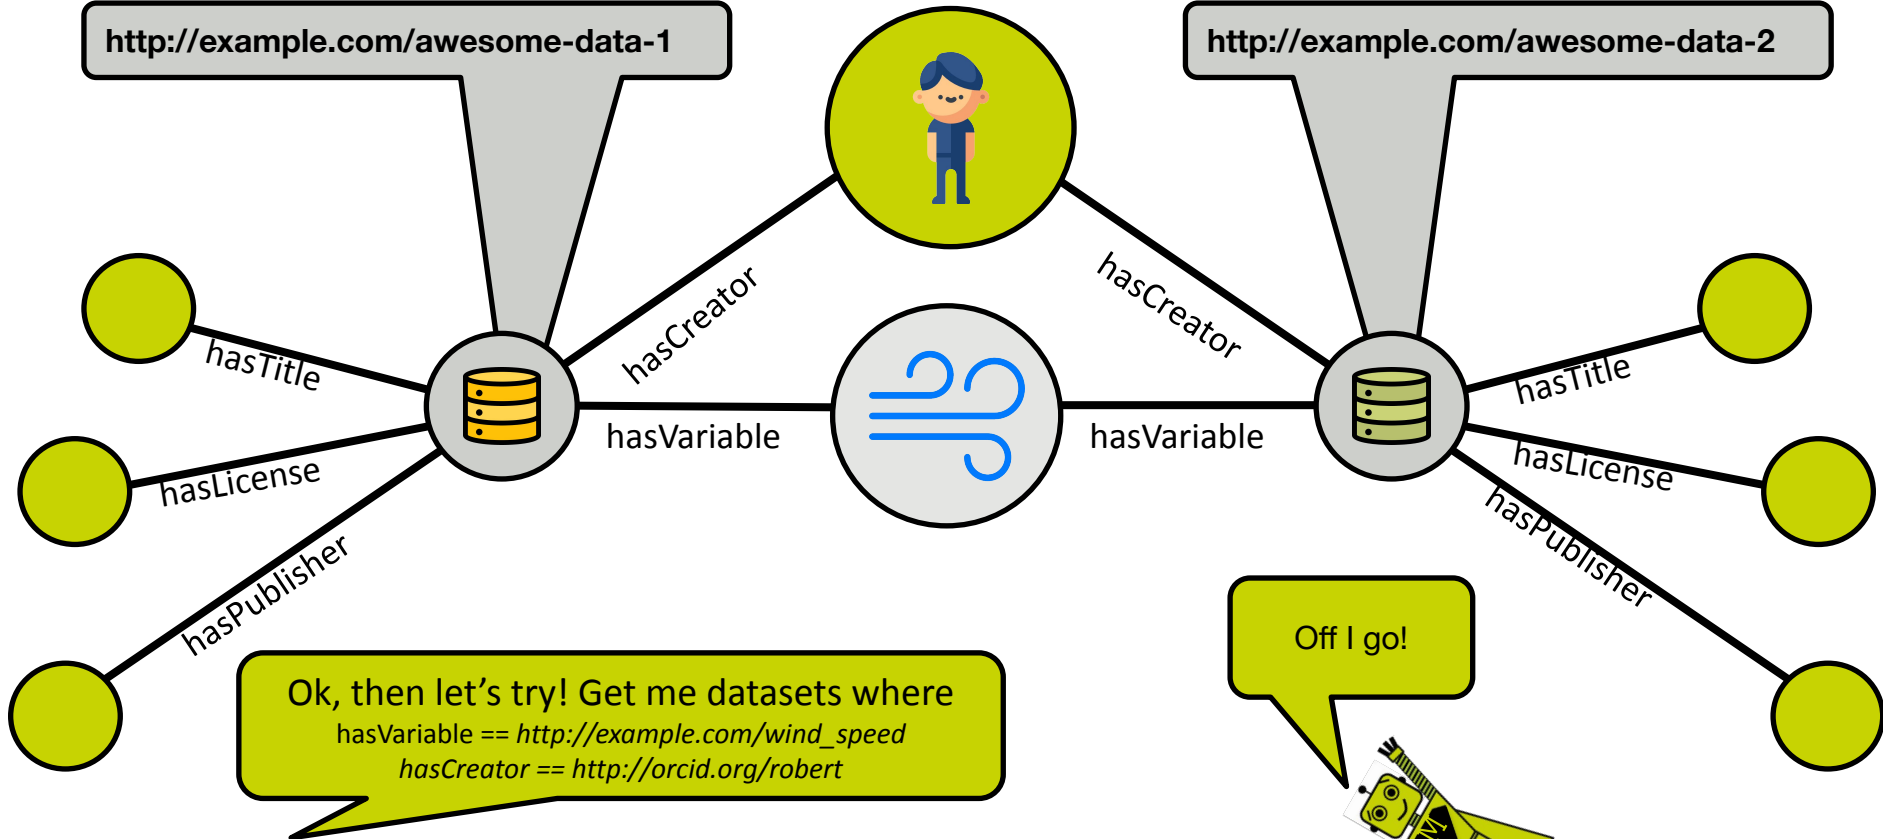 http://example.com/awesome-data-1
http://example.com/awesome-data-2
hasCreator
hasCreator
hasTitle
hasTitle
hasVariable
hasVariable
hasLicense
hasLicense
hasPublisher
hasPublisher
Off I go!
Ok, then let’s try! Get me datasets where
hasVariable == http://example.com/wind_speed
hasCreator == http://orcid.org/robert
M